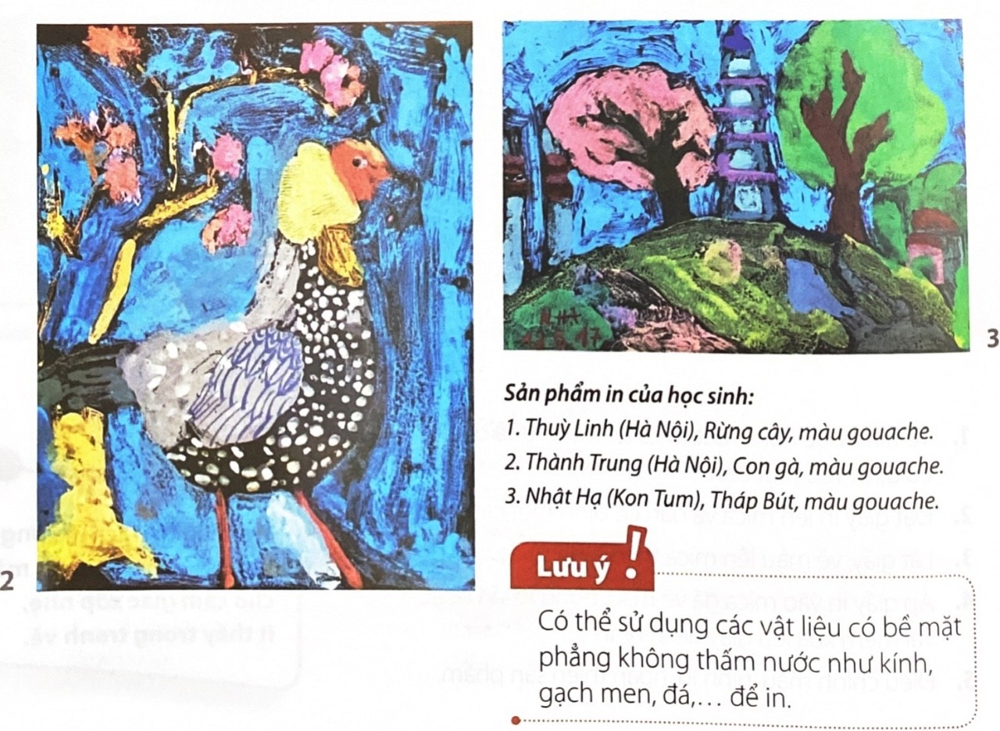 2
3
Sản phẩm in của học sinh:
1. Thuỳ Linh (Hà Nội), Rừng cây, màu gouache.
2. Thành Trung (Hà Nội), Con gà, màu gouache.
3. Nhật Hạ (Kon Tum), Tháp Bút, màu gouache.
Lưu ý !
Có thể sử dụng các vật liệu có bề mặt
phẳng không thấm nước như kính,
gạch men, đá,... để in.